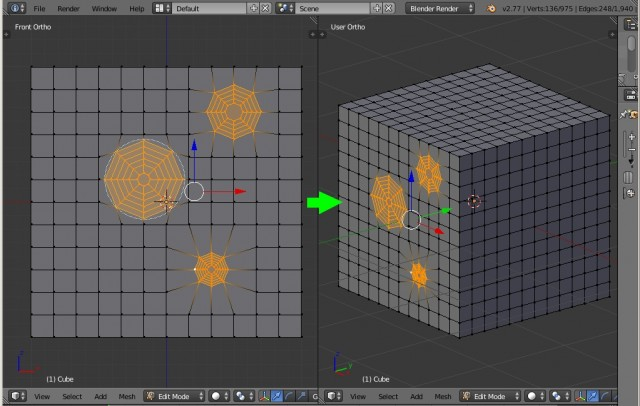 File Render Window Help Default Scene Blender Render v2.77 | Verts:136/975 | Edges:248/1,940
Front Ortho
User Ortho
(1) Cube
(1) Cube
View Select Add Mesh Edit Mode G
View Select Add Mesh Edit Mode